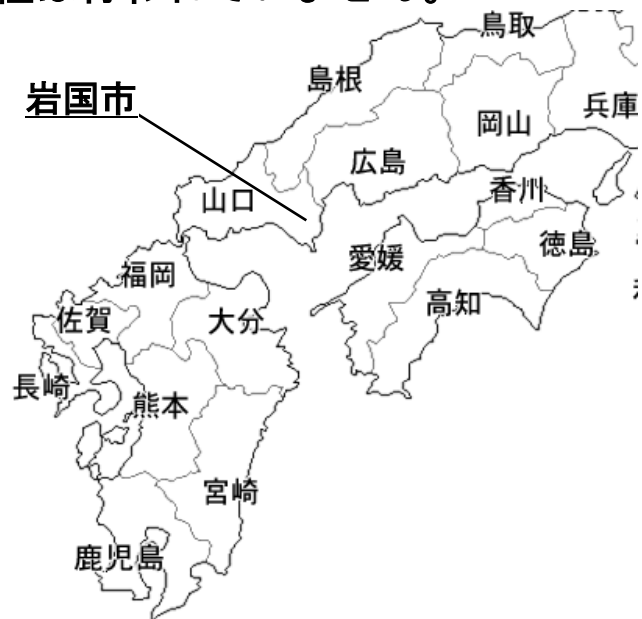 鳥取
島根
岩国市
兵庫
岡山
広島
山口
香川
徳島
愛媛
福岡
高知
佐賀
大分
長崎
熊本
宮崎
鹿児島